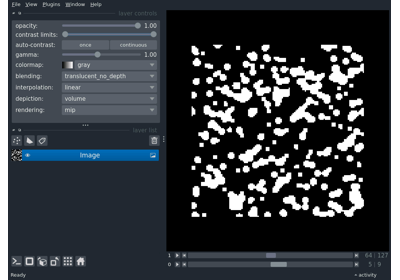 File View Plugins Window Help
layer controls
opacity: 1.00
contrast limits:
auto-contrast: once continuous
gamma: 1.00
colormap: gray
blending: translucent_no_depth
interpolation: linear
depiction: volume
rendering: mip
layer list
Image
1 64 127
0 5 9
Ready activity